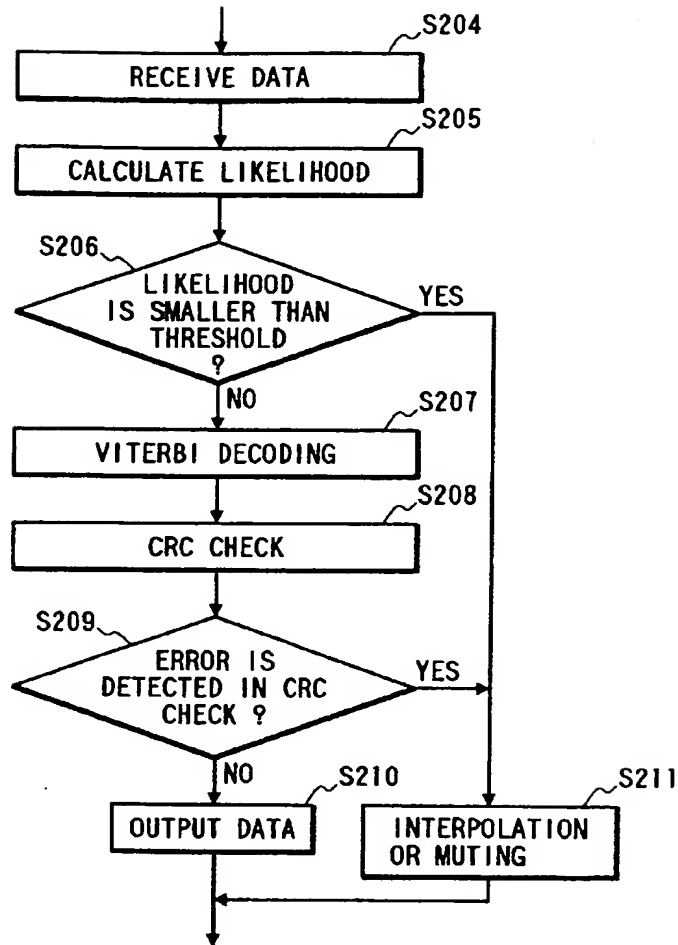 S204
RECEIVE DATA
S205
CALCULATE LIKELIHOOD
S206
LIKELIHOOD
IS SMALLER THAN
THRESHOLD
?
YES
NO
S207
VITERBI DECODING
S208
CRC CHECK
S209
ERROR IS
DETECTED IN CRC
CHECK ?
YES
NO
S210
OUTPUT DATA
S211
INTERPOLATION
OR MUTING